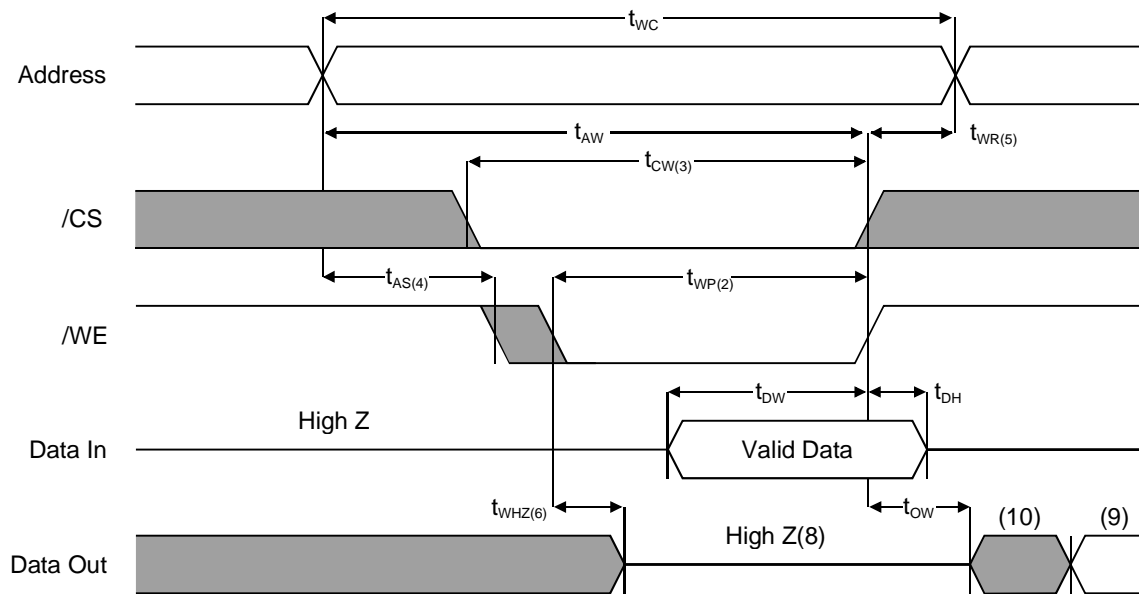 tWC
Address
tAW
tWR(5)
tCW(3)
/CS
tAS(4)
tWP(2)
/WE
tDW
tDH
High Z
Data In
Valid Data
tWHZ(6)
tOW
(10)
(9)
High Z(8)
Data Out